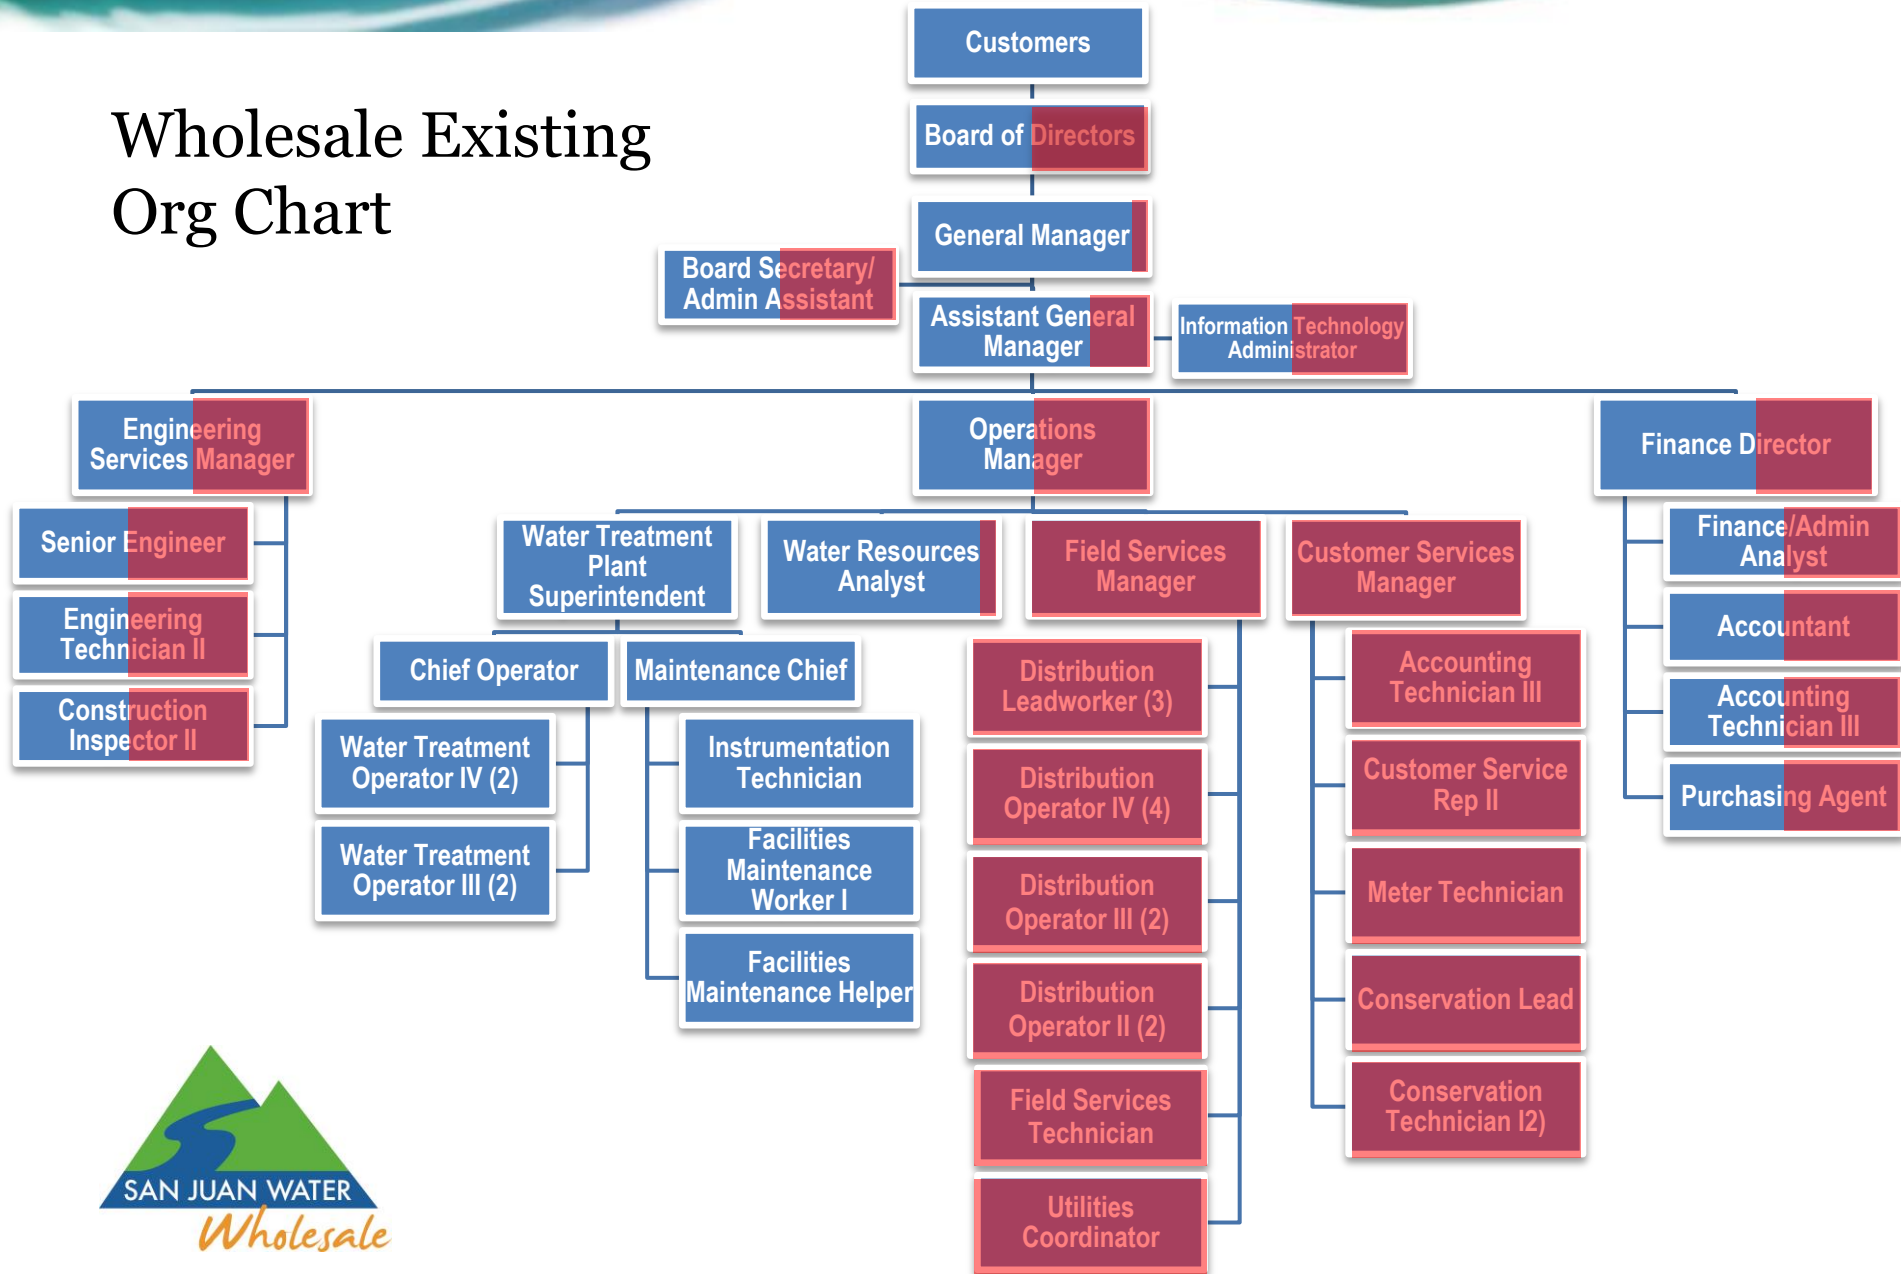 Wholesale Existing
Org Chart
Customers
Board of Directors
General Manager
Board Secretary/
Admin Assistant
Assistant General
Manager
Information Technology
Administrator
Engineering
Services Manager
Operations
Manager
Finance Director
Senior Engineer
Engineering
Technician II
Construction
Inspector II
Water Treatment
Plant
Superintendent
Water Resources
Analyst
Field Services
Manager
Customer Services
Manager
Chief Operator
Maintenance Chief
Water Treatment
Operator IV (2)
Water Treatment
Operator III (2)
Instrumentation
Technician
Facilities
Maintenance
Worker I
Facilities
Maintenance Helper
Distribution
Leadworker (3)
Distribution
Operator IV (4)
Distribution
Operator III (2)
Distribution
Operator II (2)
Field Services
Technician
Utilities
Coordinator
Accounting
Technician III
Customer Service
Rep II
Meter Technician
Conservation Lead
Conservation
Technician I2)
Finance/Admin
Analyst
Accountant
Accounting
Technician III
Purchasing Agent
SAN JUAN WATER
Wholesale